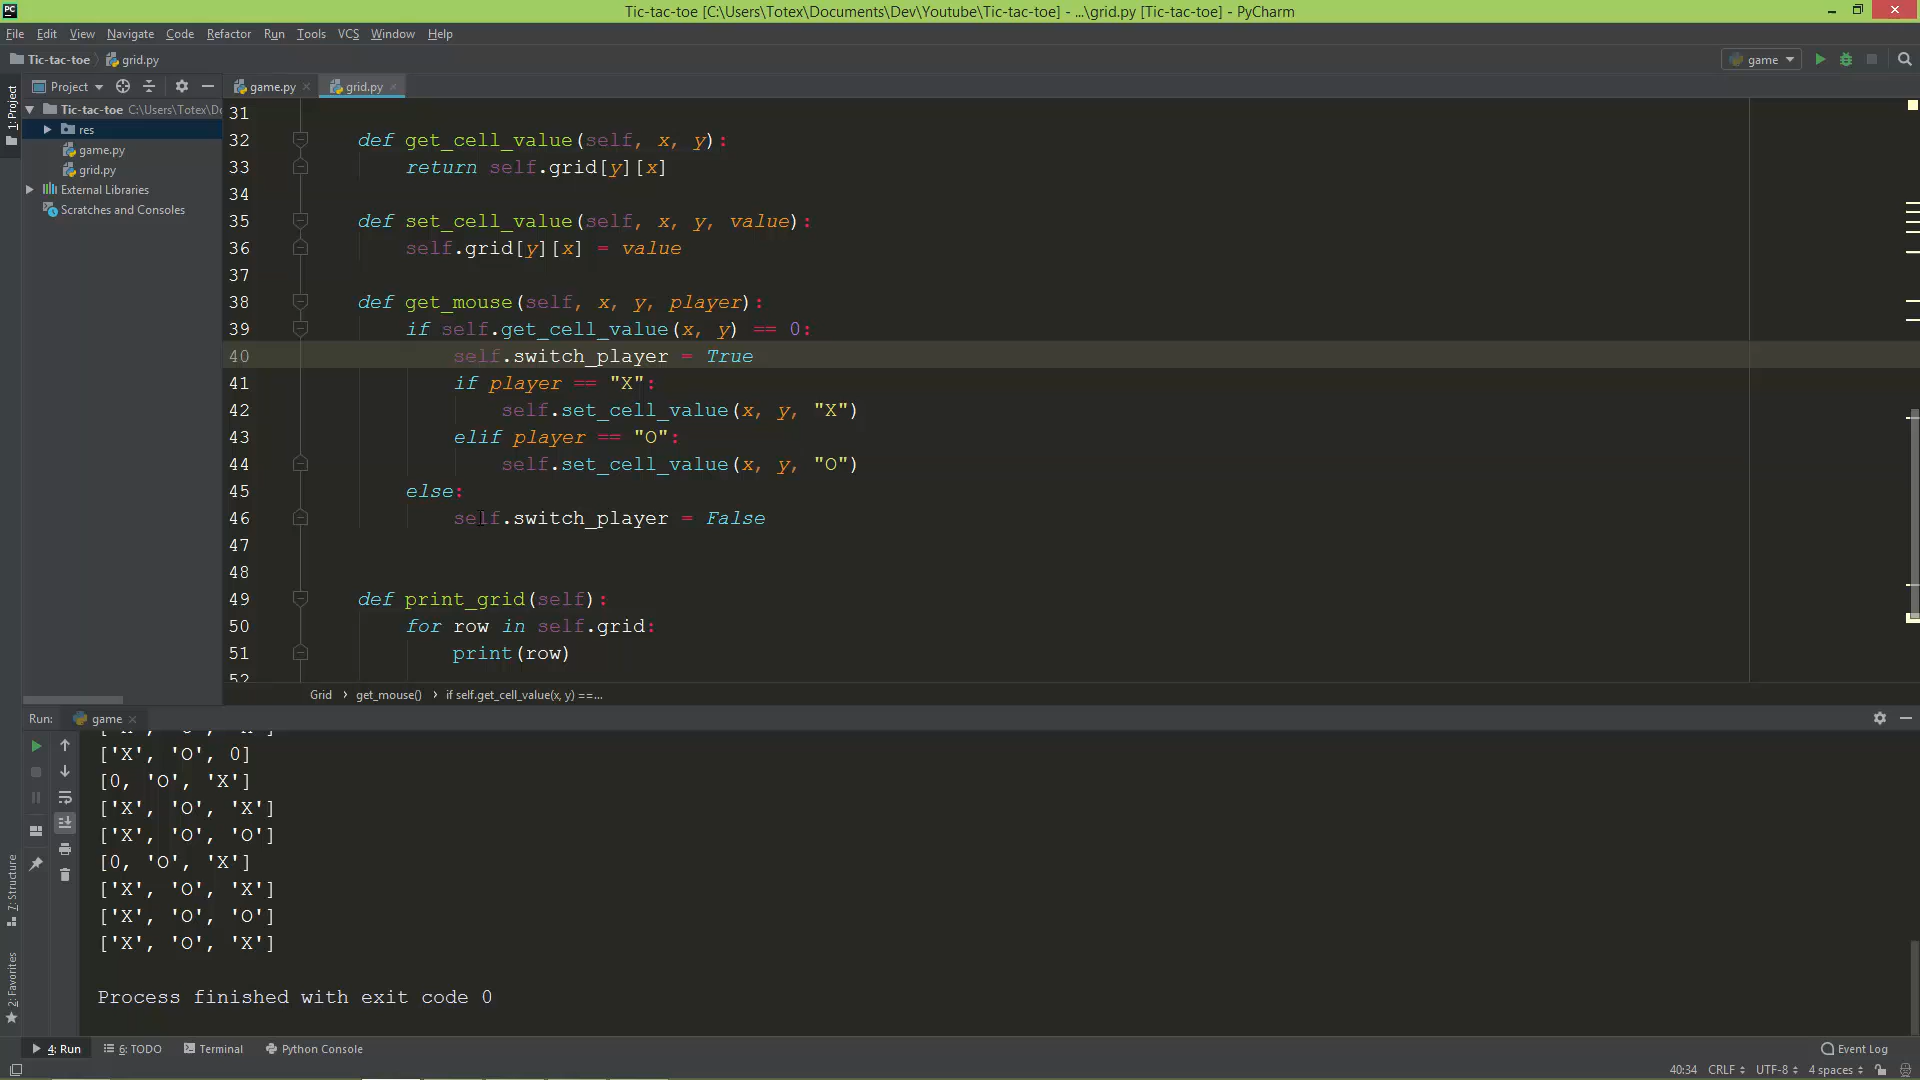 Tic-tac-toe [C:\Users\Totex\Documents\Dev\Youtube\Tic-tac-toe] - ...\grid.py [Tic-tac-toe] - PyCharm
File Edit View Navigate Code Refactor Run Tools VCS Window Help
Tic-tac-toe grid.py game
Project game.py grid.py
1: Project
Tic-tac-toe C:\Users\Totex\Do
res
game.py
grid.py
External Libraries
Scratches and Consoles
31
32 def get_cell_value(self, x, y):
33 return self.grid[y][x]
34
35 def set_cell_value(self, x, y, value):
36 self.grid[y][x] = value
37
38 def get_mouse(self, x, y, player):
39 if self.get_cell_value(x, y) == 0:
40 self.switch_player = True
41 if player == "X":
42 self.set_cell_value(x, y, "X")
43 elif player == "O":
44 self.set_cell_value(x, y, "O")
45 else:
46 self.switch_player = False
47
48
49 def print_grid(self):
50 for row in self.grid:
51 print(row)
52
Grid get_mouse() if self.get_cell_value(x, y) ==...
Run: game
['X', 'O', 0]
[0, 'O', 'X']
['X', 'O', 'X']
['X', 'O', 'O']
[0, 'O', 'X']
['X', 'O', 'X']
['X', 'O', 'O']
['X', 'O', 'X']
Process finished with exit code 0
7: Structure
2: Favorites
4: Run 6: TODO Terminal Python Console Event Log
40:34 CRLF UTF-8 4 spaces